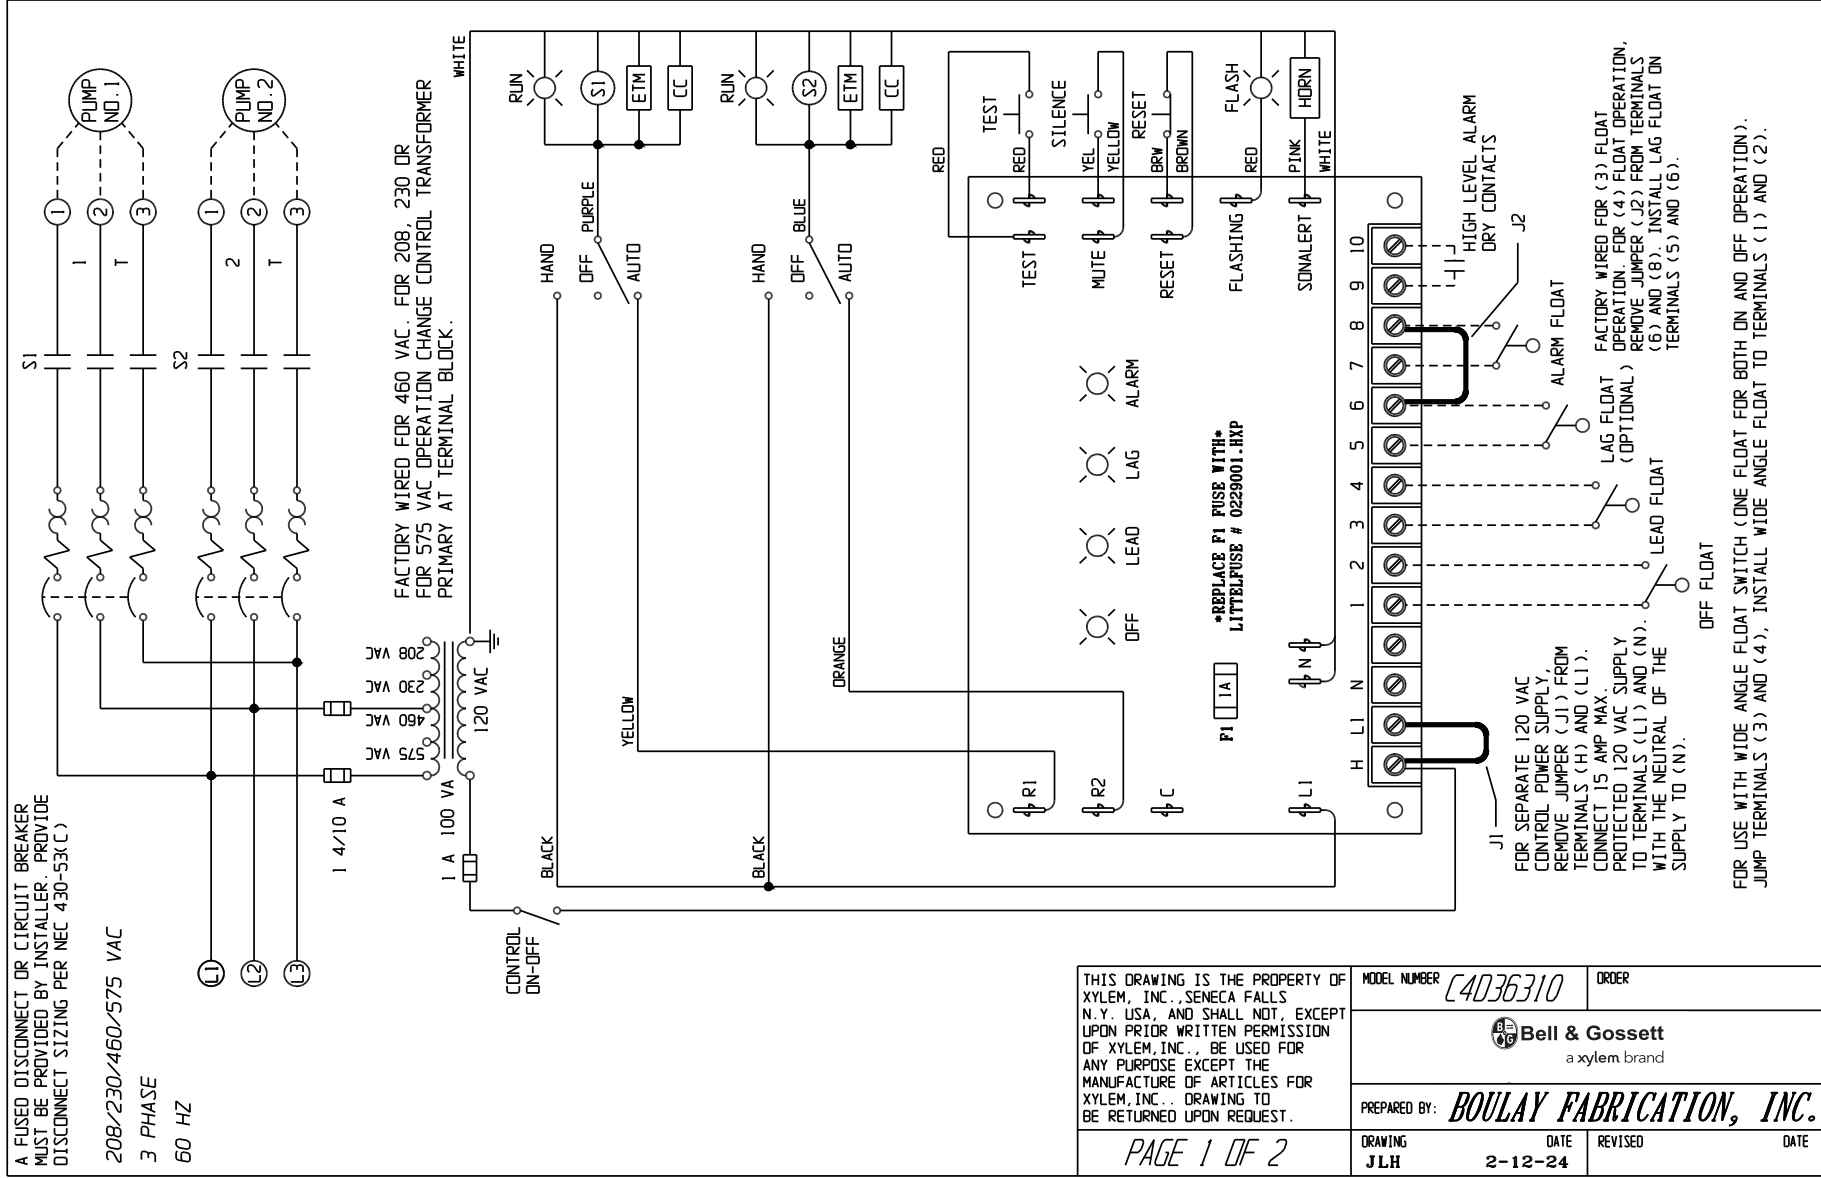 A FUSED DISCONNECT OR CIRCUIT BREAKER
MUST BE PROVIDED BY INSTALLER. PROVIDE
DISCONNECT SIZING PER NEC 430-53(C)
208/230/460/575 VAC
3 PHASE
60 HZ
L1
L2
L3
PUMP
NO.1
PUMP
NO.2
1
2
3
1
2
3
1
T
2
T
S1
S2
FACTORY WIRED FOR 460 VAC. FOR 208, 230 OR
FOR 575 VAC OPERATION CHANGE CONTROL TRANSFORMER
PRIMARY AT TERMINAL BLOCK.
208 VAC
230 VAC
460 VAC
575 VAC
120 VAC
1 4/10 A
1 A
100 VA
WHITE
CONTROL
ON-OFF
RUN
S1
ETM
CC
RUN
S2
ETM
CC
PURPLE
HAND
OFF
AUTO
BLUE
HAND
OFF
AUTO
YELLOW
ORANGE
BLACK
BLACK
RED
TEST
RED
SILENCE
YEL
YELLOW
RESET
BRW
BROWN
FLASH
RED
HORN
PINK
WHITE
TEST
MUTE
RESET
FLASHING
SONALERT
ALARM
LAG
LEAD
OFF
*REPLACE F1 FUSE WITH*
LITTELFUSE # 0229001.HXP
F1
1A
N
R1
R2
C
L1
10
9
8
7
6
5
4
3
2
1
N
L1
H
HIGH LEVEL ALARM
DRY CONTACTS
J2
ALARM FLOAT
LAG FLOAT
(OPTIONAL)
LEAD FLOAT
OFF FLOAT
FACTORY WIRED FOR (3) FLOAT
OPERATION. FOR (4) FLOAT OPERATION,
REMOVE JUMPER (J2) FROM TERMINALS
(6) AND (8). INSTALL LAG FLOAT ON
TERMINALS (5) AND (6).
J1
FOR SEPARATE 120 VAC
CONTROL POWER SUPPLY,
REMOVE JUMPER (J1) FROM
TERMINALS (H) AND (L1).
CONNECT 15 AMP MAX.
PROTECTED 120 VAC SUPPLY
TO TERMINALS (L1) AND (N).
WITH THE NEUTRAL OF THE
SUPPLY TO (N).
FOR USE WITH WIDE ANGLE FLOAT SWITCH (ONE FLOAT FOR BOTH ON AND OFF OPERATION).
JUMP TERMINALS (3) AND (4), INSTALL WIDE ANGLE FLOAT TO TERMINALS (1) AND (2).
THIS DRAWING IS THE PROPERTY OF
XYLEM, INC.,SENECA FALLS
N.Y. USA, AND SHALL NOT, EXCEPT
UPON PRIOR WRITTEN PERMISSION
OF XYLEM,INC., BE USED FOR
ANY PURPOSE EXCEPT THE
MANUFACTURE OF ARTICLES FOR
XYLEM,INC.. DRAWING TO
BE RETURNED UPON REQUEST.
PAGE 1 OF 2
MODEL NUMBER C4D36310
ORDER
B G
Bell & Gossett
a xylem brand
PREPARED BY: BOULAY FABRICATION, INC.
DRAWING DATE
JLH 2-12-24
REVISED DATE